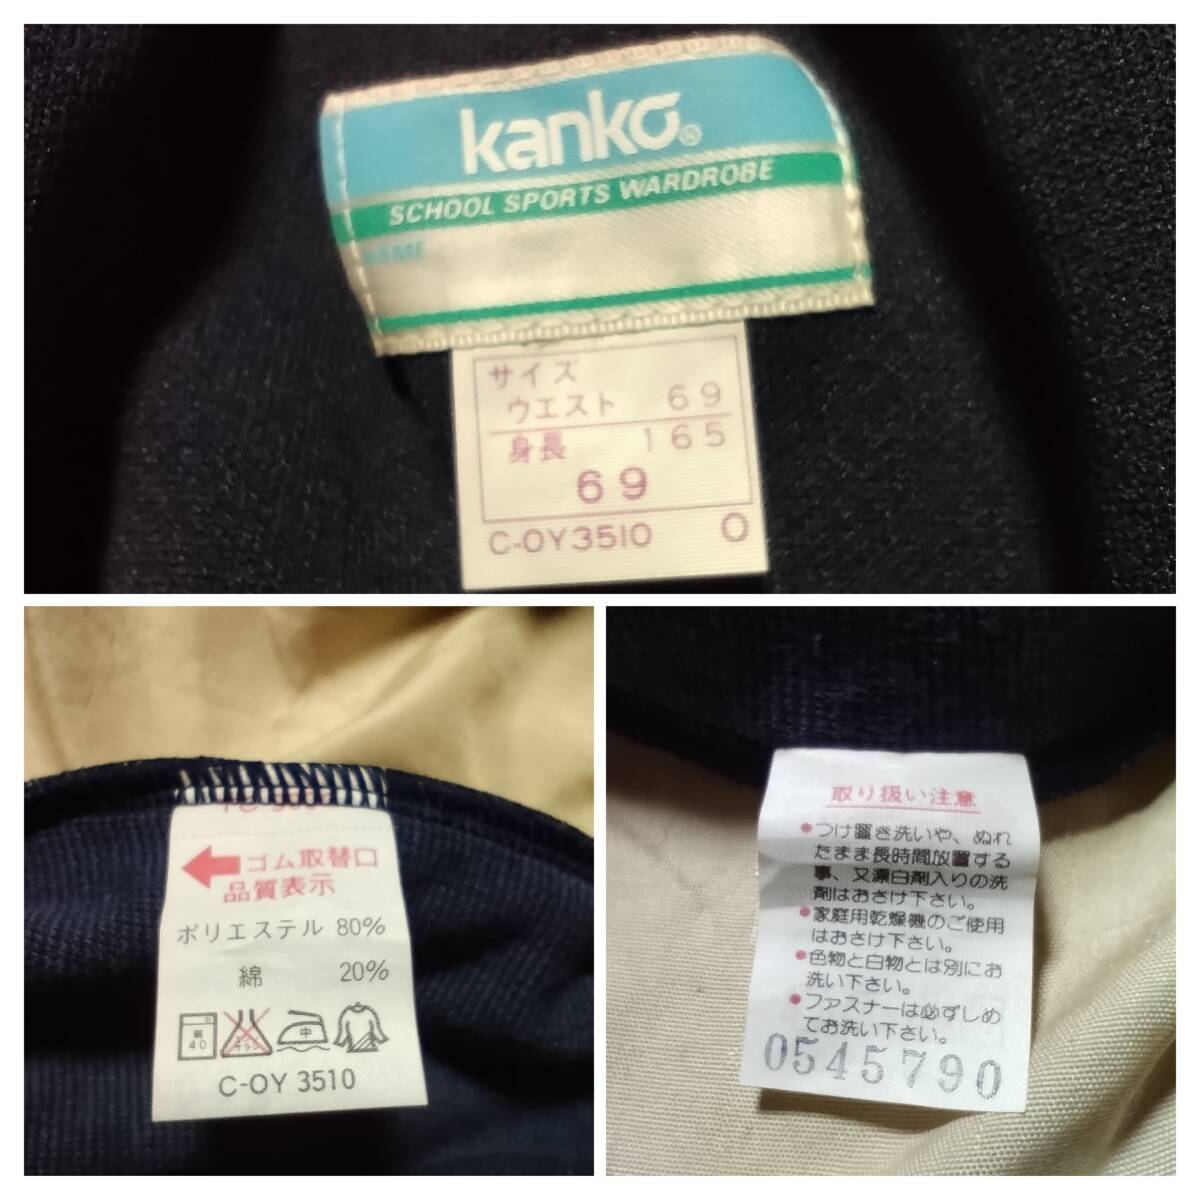 kanko®
SCHOOL SPORTS WARDROBE
NAME
サイズ
ウエスト 69
身長 165
69
C-OY3510 O
ゴム取替口
品質表示
ポリエステル 80%
綿 20%
40
中
C-OY 3510
取り扱い注意
●つけ置き洗いや、ぬれ
たまま長時間放置する
事、又漂白剤入りの洗
剤はおさけ下さい。
●家庭用乾燥機のご使用
はおさけ下さい。
●色物と白物とは別にお
洗い下さい。
●ファスナーは必ずしめ
てお洗い下さい。
0545790